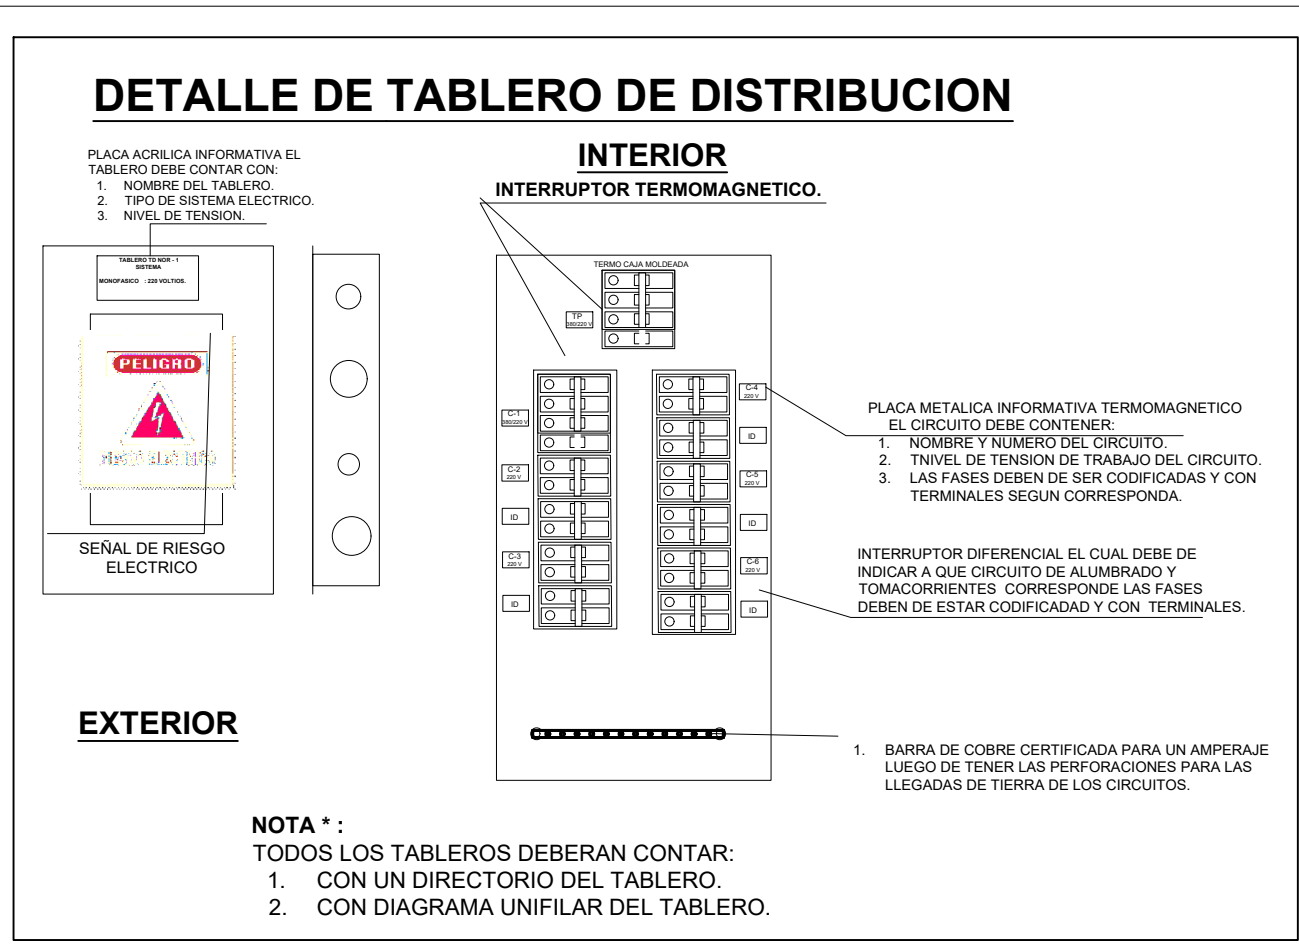 DETALLE DE TABLERO DE DISTRIBUCION
PLACA ACRILICA INFORMATIVA EL
TABLERO DEBE CONTAR CON:
1. NOMBRE DEL TABLERO.
2. TIPO DE SISTEMA ELECTRICO.
3. NIVEL DE TENSION.
INTERIOR
INTERRUPTOR TERMOMAGNETICO.
TABLERO TD NOR - 1
SISTEMA
MONOFASICO : 220 VOLTIOS.
PELIGRO
SEÑAL DE RIESGO
ELECTRICO
EXTERIOR
TERMO CAJA MOLDEADA
TP
380/220 V
C-1
380/220 V
C-2
220 V
ID
C-3
220 V
ID
C-4
220 V
ID
C-5
220 V
ID
C-6
220 V
ID
PLACA METALICA INFORMATIVA TERMOMAGNETICO
EL CIRCUITO DEBE CONTENER:
1. NOMBRE Y NUMERO DEL CIRCUITO.
2. TNIVEL DE TENSION DE TRABAJO DEL CIRCUITO.
3. LAS FASES DEBEN DE SER CODIFICADAS Y CON
TERMINALES SEGUN CORRESPONDA.
INTERRUPTOR DIFERENCIAL EL CUAL DEBE DE
INDICAR A QUE CIRCUITO DE ALUMBRADO Y
TOMACORRIENTES CORRESPONDE LAS FASES
DEBEN DE ESTAR CODIFICADAD Y CON TERMINALES.
1. BARRA DE COBRE CERTIFICADA PARA UN AMPERAJE
LUEGO DE TENER LAS PERFORACIONES PARA LAS
LLEGADAS DE TIERRA DE LOS CIRCUITOS.
NOTA * :
TODOS LOS TABLEROS DEBERAN CONTAR:
1. CON UN DIRECTORIO DEL TABLERO.
2. CON DIAGRAMA UNIFILAR DEL TABLERO.